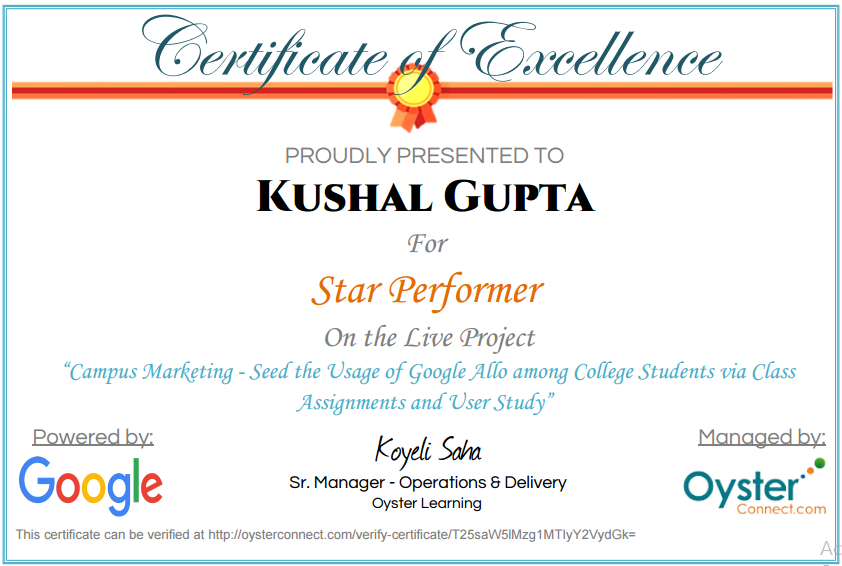 Certificate of Excellence
PROUDLY PRESENTED TO
KUSHAL GUPTA
For
Star Performer
On the Live Project
“Campus Marketing - Seed the Usage of Google Allo among College Students via Class
Assignments and User Study”
Powered by:
Google
Koyeli Saha
Sr. Manager - Operations & Delivery
Oyster Learning
Managed by:
Oyster
Connect.com
This certificate can be verified at http://oysterconnect.com/verify-certificate/T25saW5lMzg1MTIyY2VydGk=